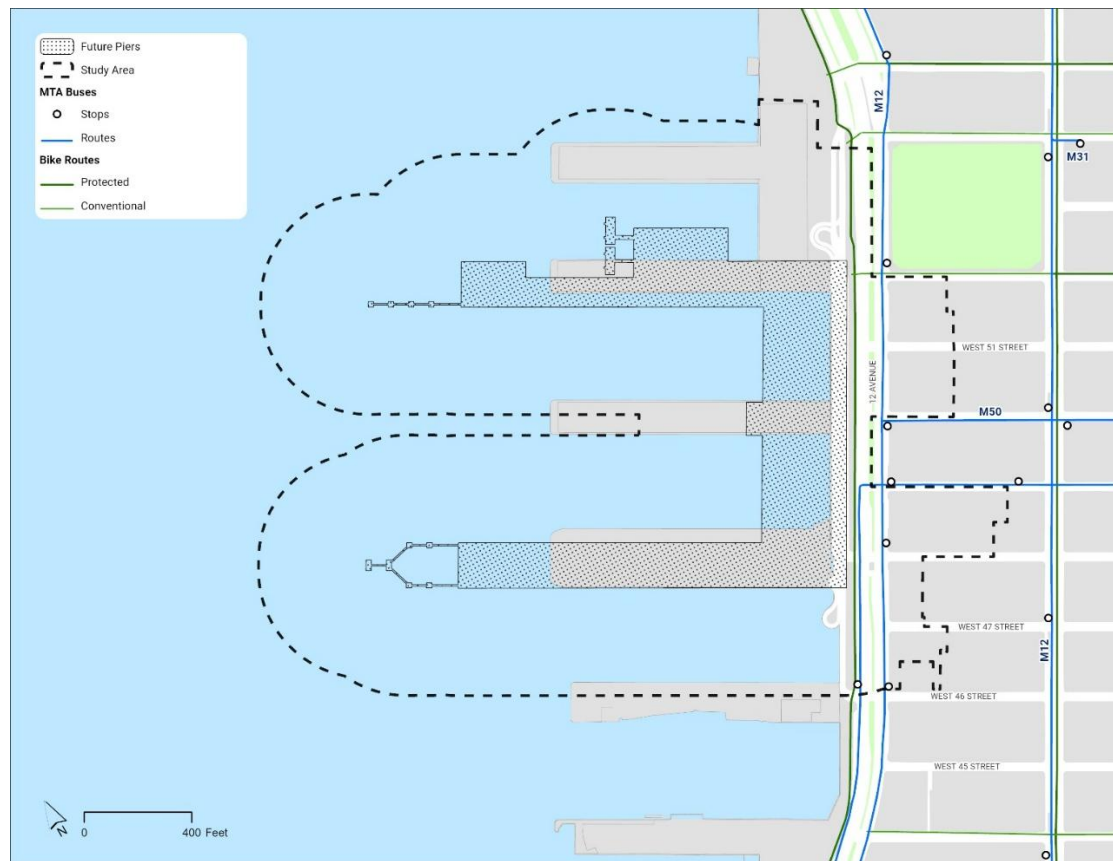 Future Piers
Study Area
MTA Buses
Stops
Routes
Bike Routes
Protected
Conventional
M12
M31
WEST 51 STREET
12 AVENUE
M50
WEST 47 STREET
M12
WEST 46 STREET
WEST 45 STREET
N
0 400 Feet